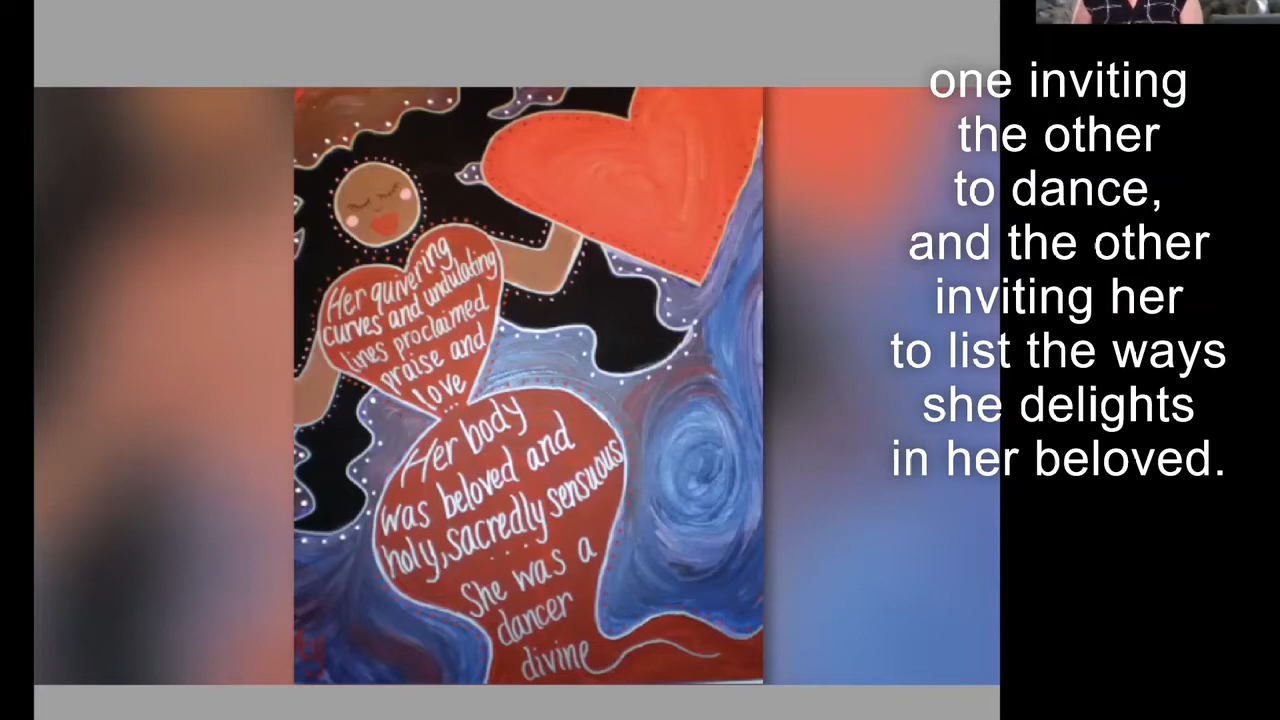 Her quivering
curves and undulating
lines proclaimed
praise and
love...
Her body
was beloved and
holy, sacredly sensuous
....
She was a
dancer
divine
one inviting
the other
to dance,
and the other
inviting her
to list the ways
she delights
in her beloved.